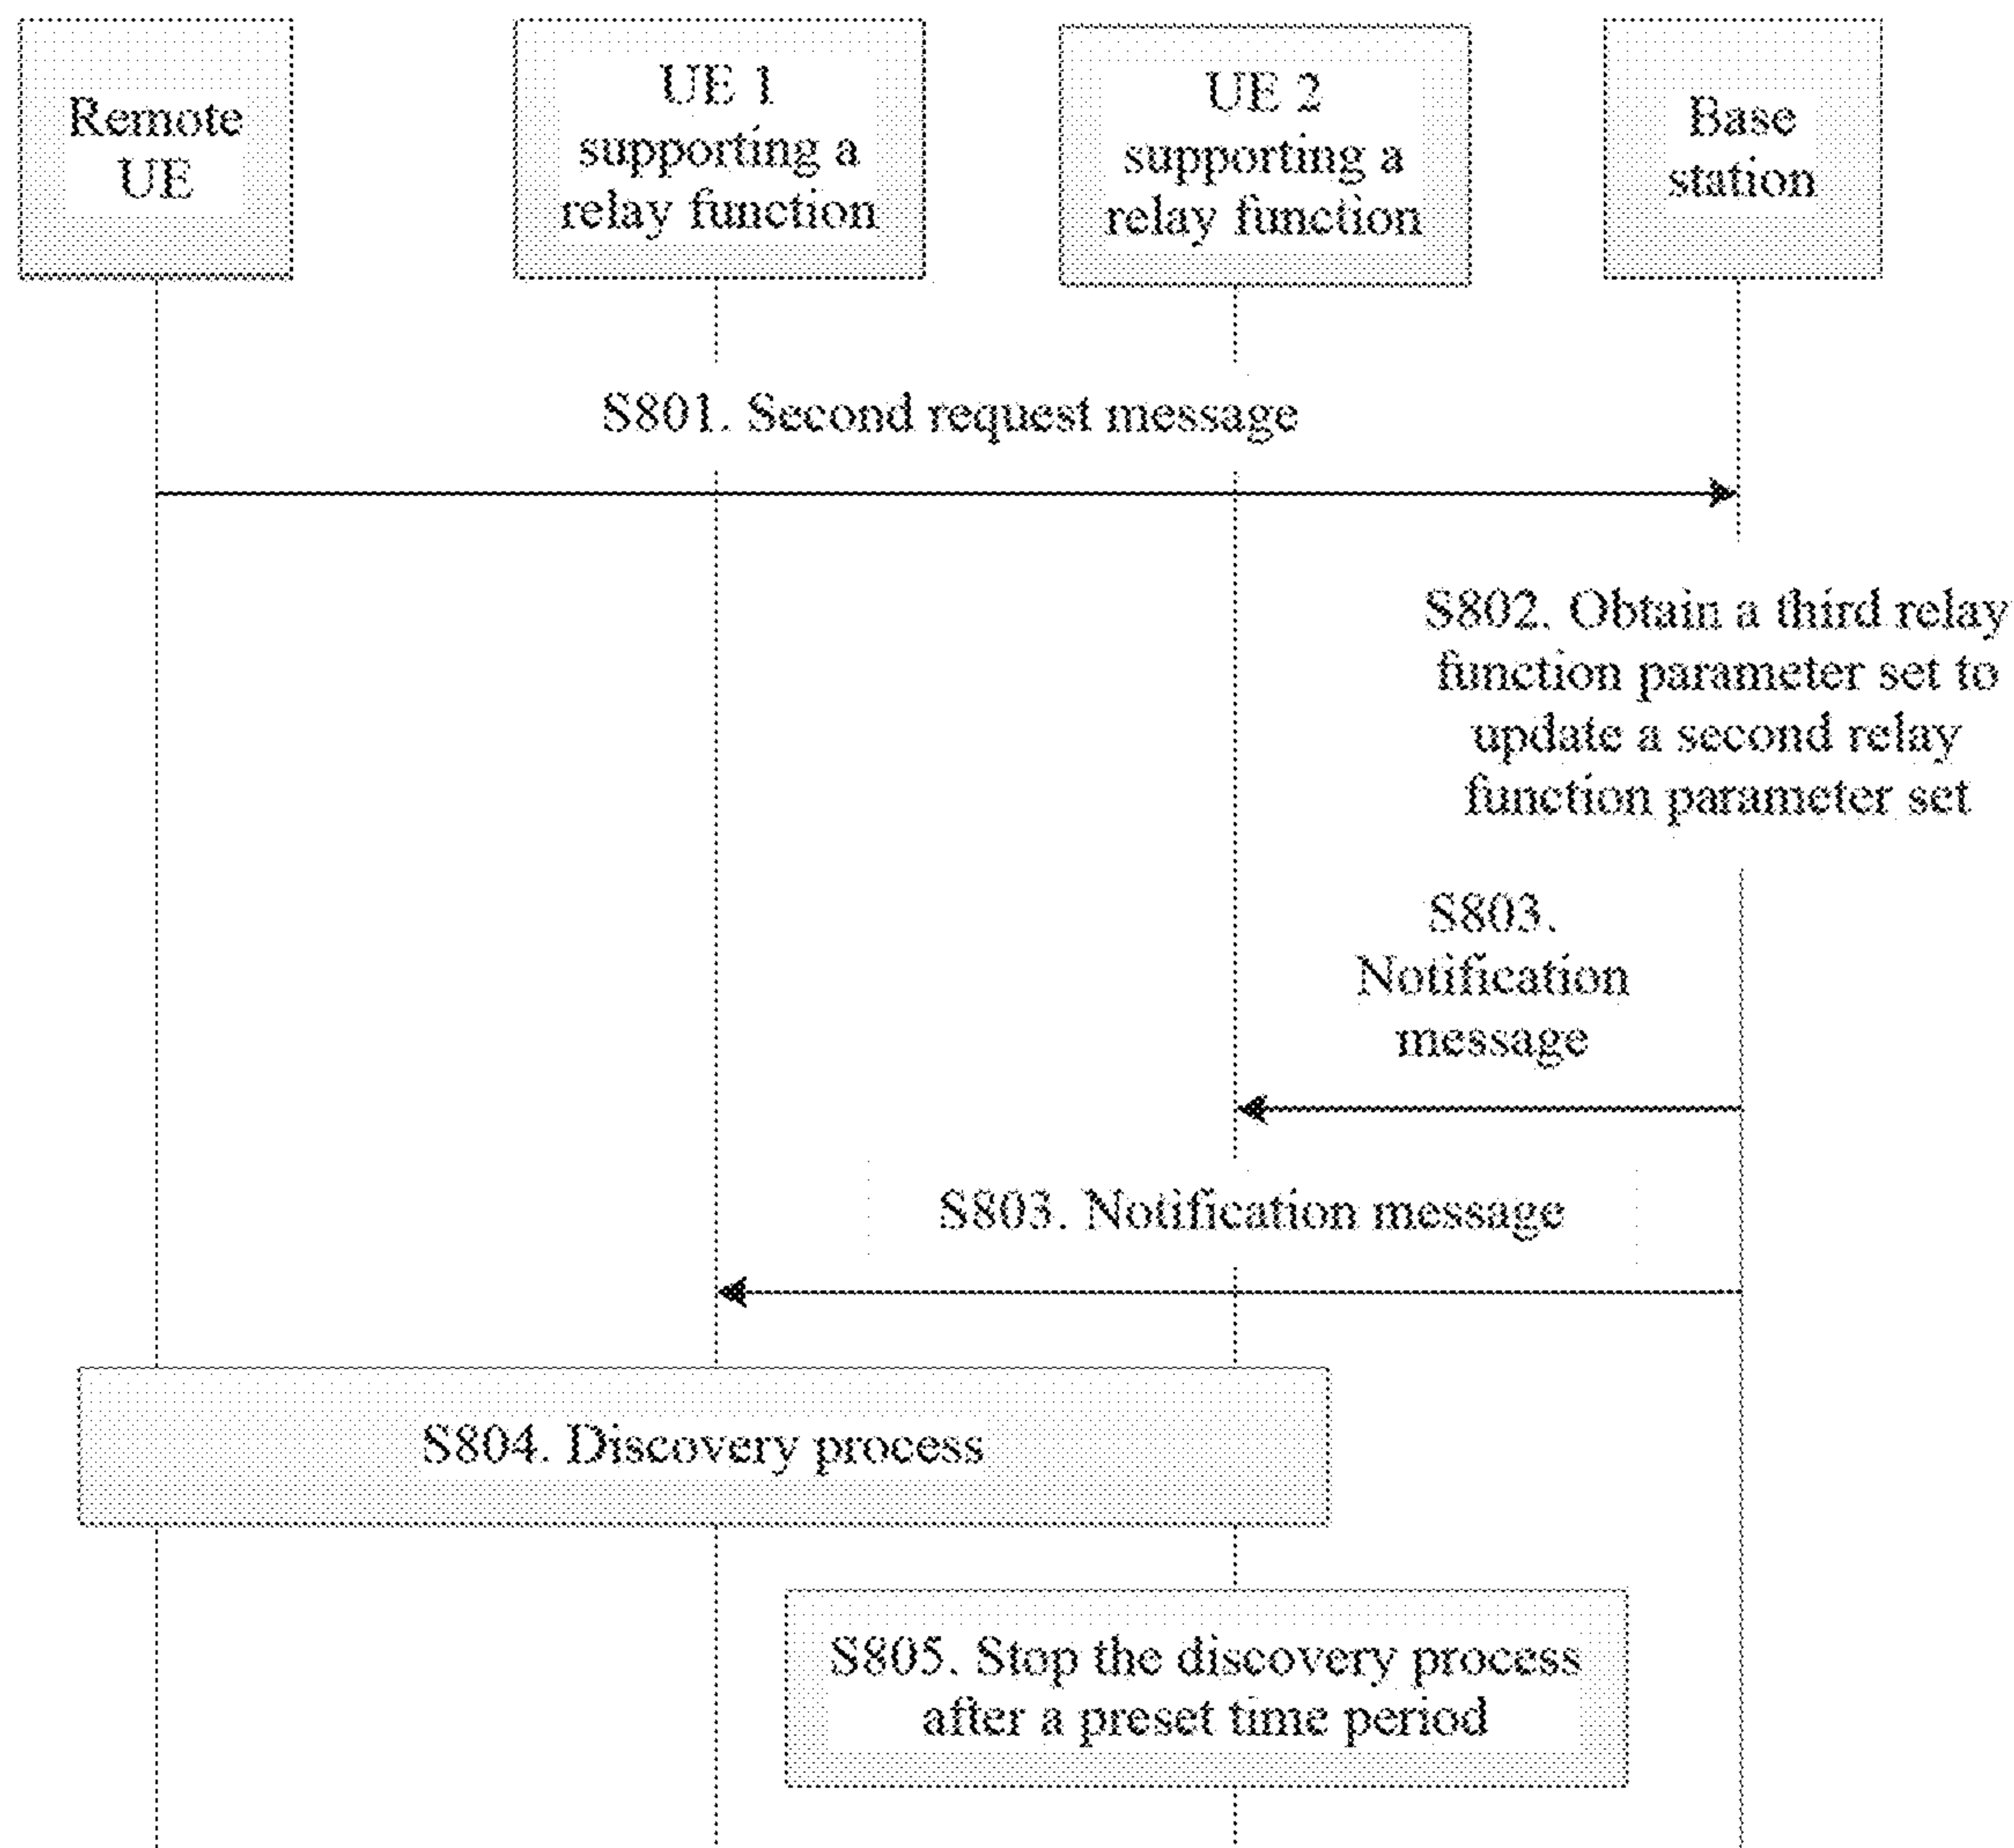 Remote
UE
UE 1
supporting a
relay function
UE 2
supporting a
relay function
Base
station
S801. Second request message
S802. Obtain a third relay
function parameter set to
update a second relay
function parameter set
S803.
Notification
message
S803. Notification message
S804. Discovery process
S805. Stop the discovery process
after a preset time period